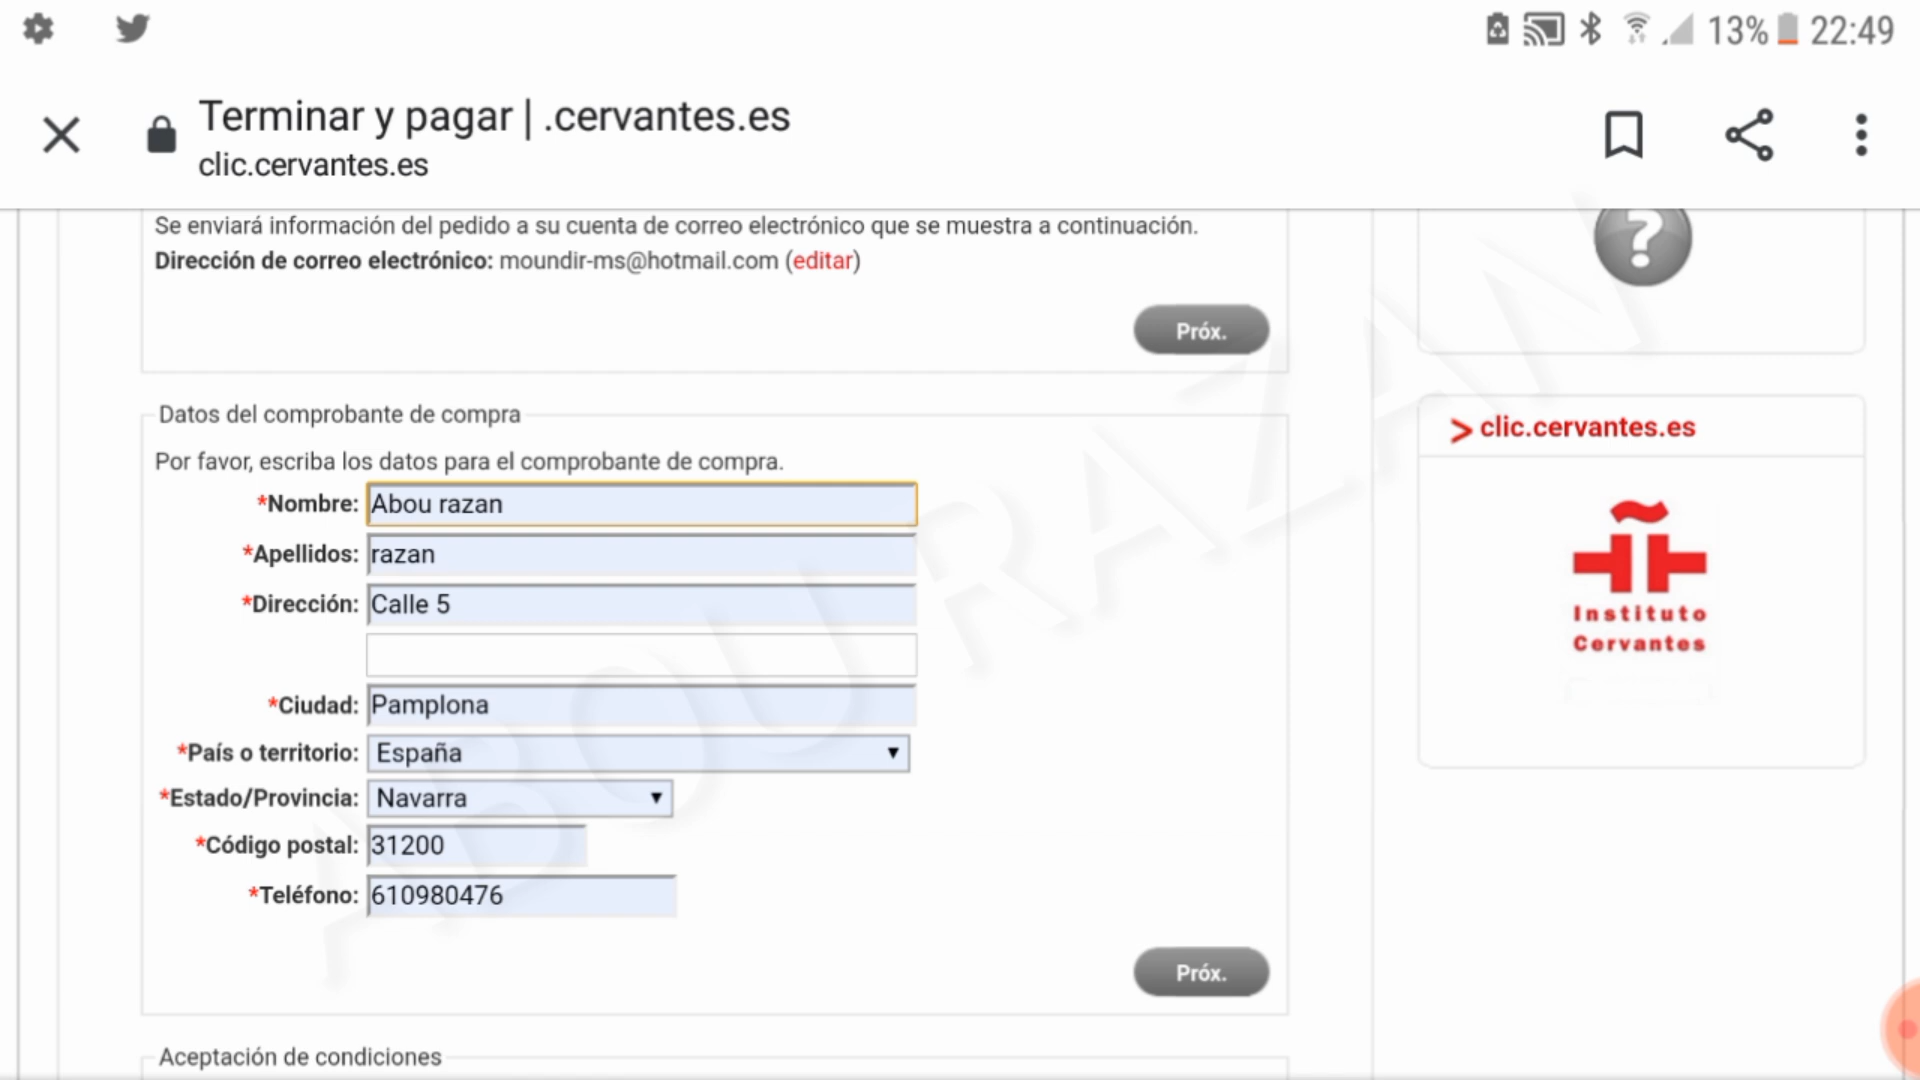 13% 22:49
Terminar y pagar | .cervantes.es
clic.cervantes.es
Se enviará información del pedido a su cuenta de correo electrónico que se muestra a continuación.
Dirección de correo electrónico: moundir-ms@hotmail.com (editar)
Próx.
Datos del comprobante de compra
Por favor, escriba los datos para el comprobante de compra.
*Nombre: Abou razan
*Apellidos: razan
*Dirección: Calle 5
*Ciudad: Pamplona
*País o territorio: España
*Estado/Provincia: Navarra
*Código postal: 31200
*Teléfono: 610980476
Próx.
Aceptación de condiciones
?
> clic.cervantes.es
Instituto
Cervantes
ABOU RAZAN